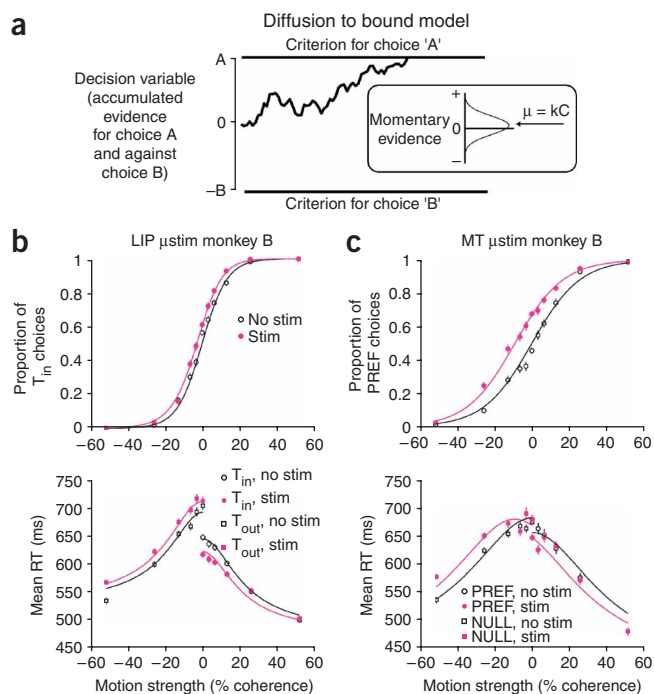 a
Diffusion to bound model
Criterion for choice 'A'
Decision variable
(accumulated
evidence
for choice A
and against
choice B)
A
0
–B
Momentary
evidence
+
0
–
μ = kC
Criterion for choice 'B'
b
LIP μstim monkey B
Proportion of
T_in choices
1
0.8
0.6
0.4
0.2
0
No stim
Stim
–60 –40 –20 0 20 40 60
Mean RT (ms)
750
700
650
600
550
500
450
T_in, no stim
T_in, stim
T_out, no stim
T_out, stim
–60 –40 –20 0 20 40 60
Motion strength (% coherence)
c
MT μstim monkey B
Proportion of
PREF choices
1
0.8
0.6
0.4
0.2
0
–60 –40 –20 0 20 40 60
Mean RT (ms)
750
700
650
600
550
500
450
PREF, no stim
PREF, stim
NULL, no stim
NULL, stim
–60 –40 –20 0 20 40 60
Motion strength (% coherence)